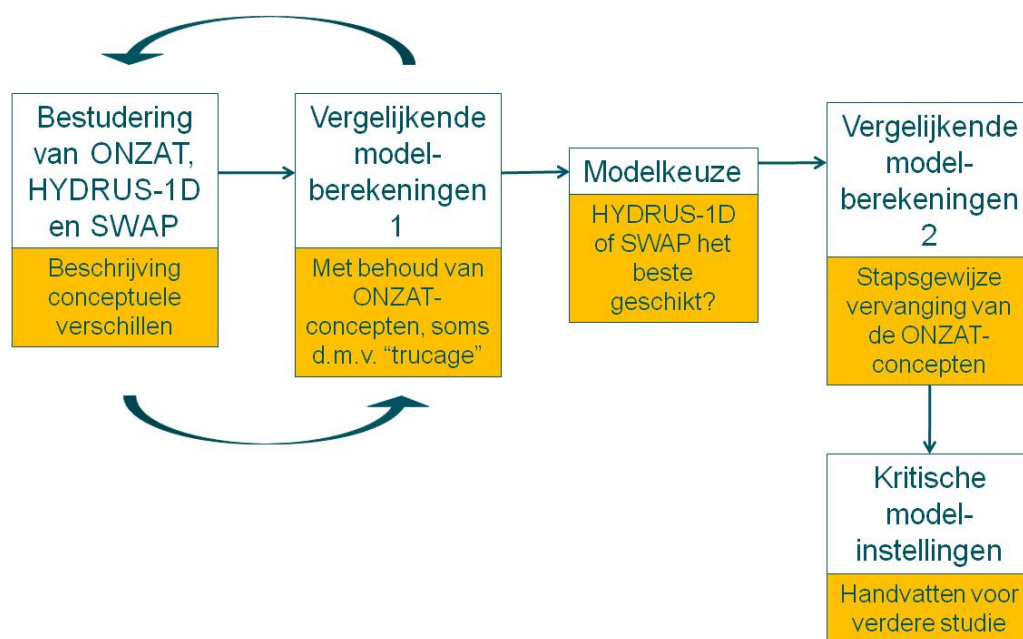 Bestudering
van ONZAT,
HYDRUS-1D
en SWAP
Beschrijving
conceptuele
verschillen
Vergelijkende
model-
berekeningen
1
Met behoud van
ONZAT-
concepten, soms
d.m.v. “trucage”
Modelkeuze
HYDRUS-1D
of SWAP het
beste
geschikt?
Vergelijkende
model-
berekeningen
2
Stapsgewijze
vervanging van
de ONZAT-
concepten
Kritische
model-
instellingen
Handvatten voor
verdere studie